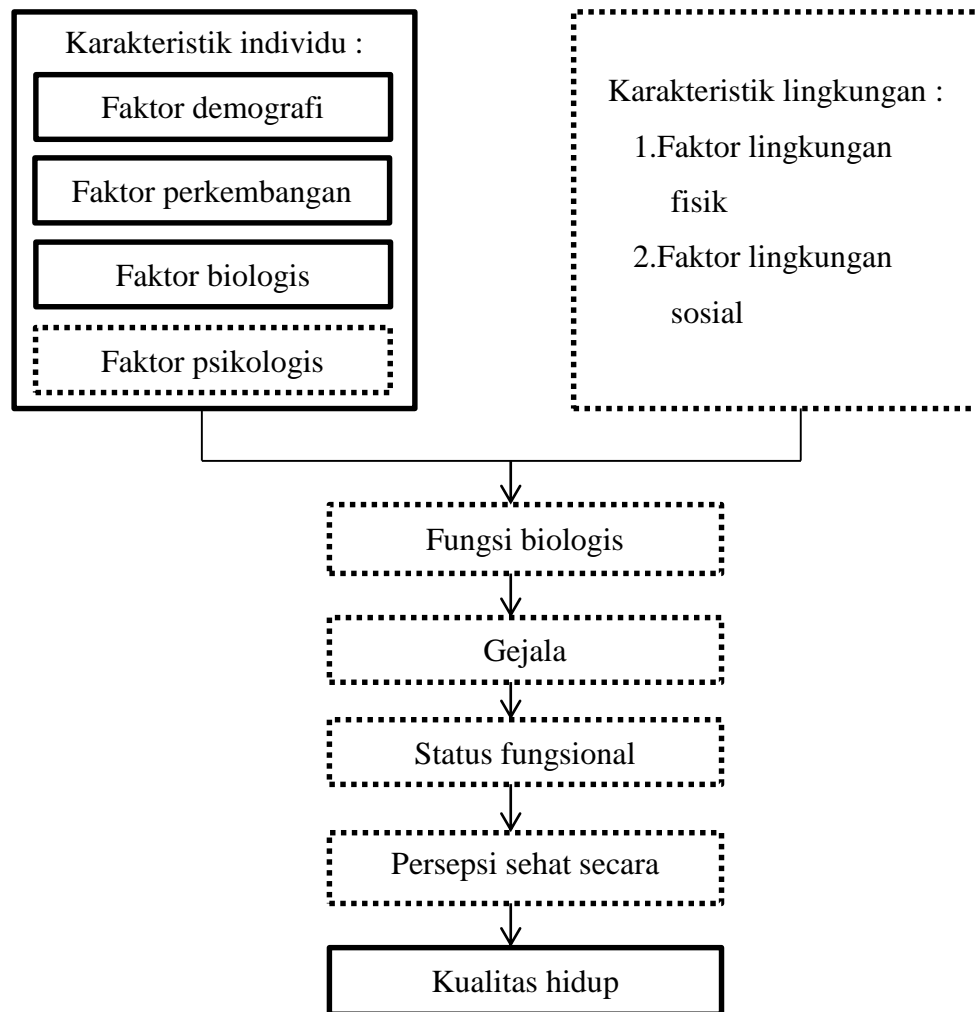 Karakteristik individu :
Faktor demografi
Faktor perkembangan
Faktor biologis
Faktor psikologis
Karakteristik lingkungan :
1.Faktor lingkungan
fisik
2.Faktor lingkungan
sosial
Fungsi biologis
Gejala
Status fungsional
Persepsi sehat secara
Kualitas hidup